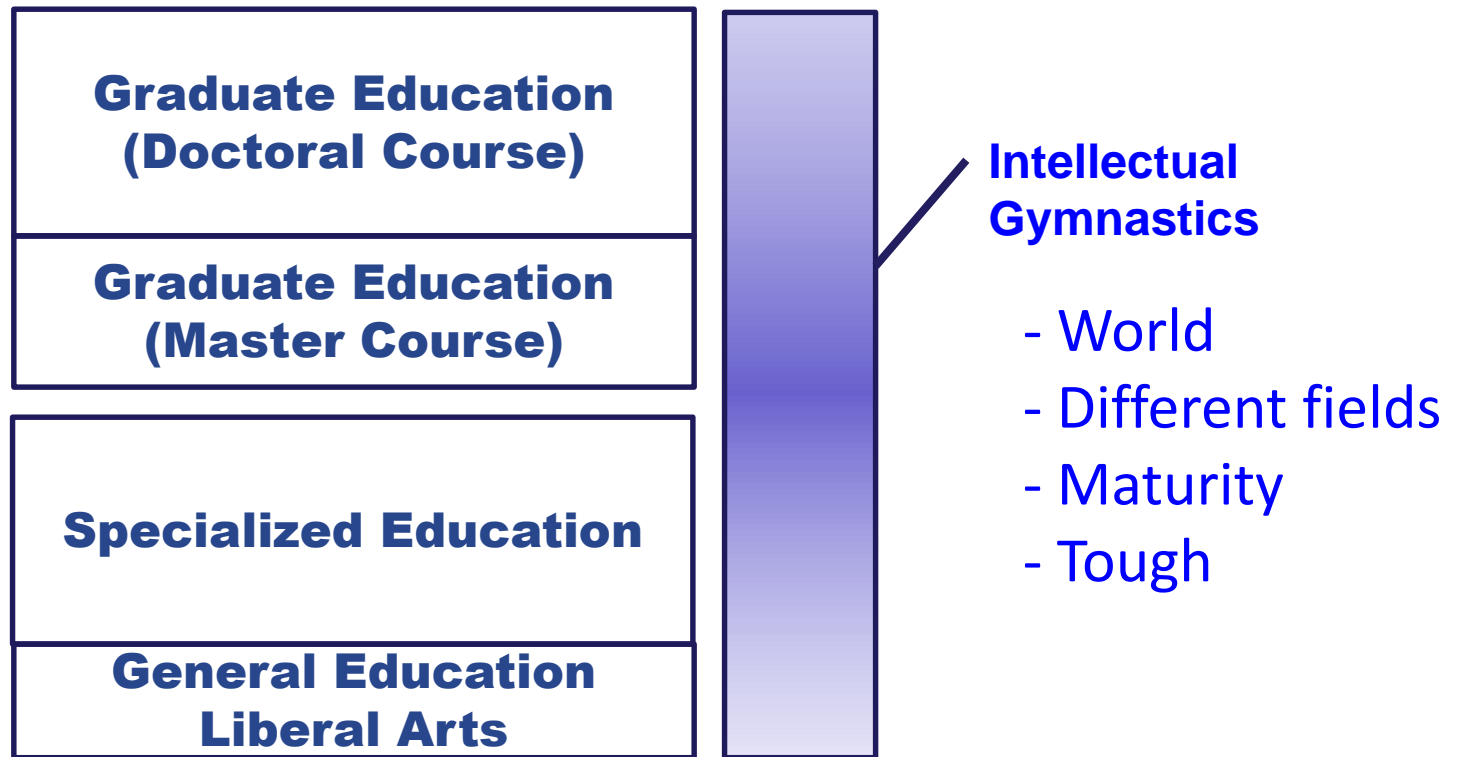 Graduate Education
(Doctoral Course)
Graduate Education
(Master Course)
Specialized Education
General Education
Liberal Arts
Intellectual
Gymnastics
- World
- Different fields
- Maturity
- Tough